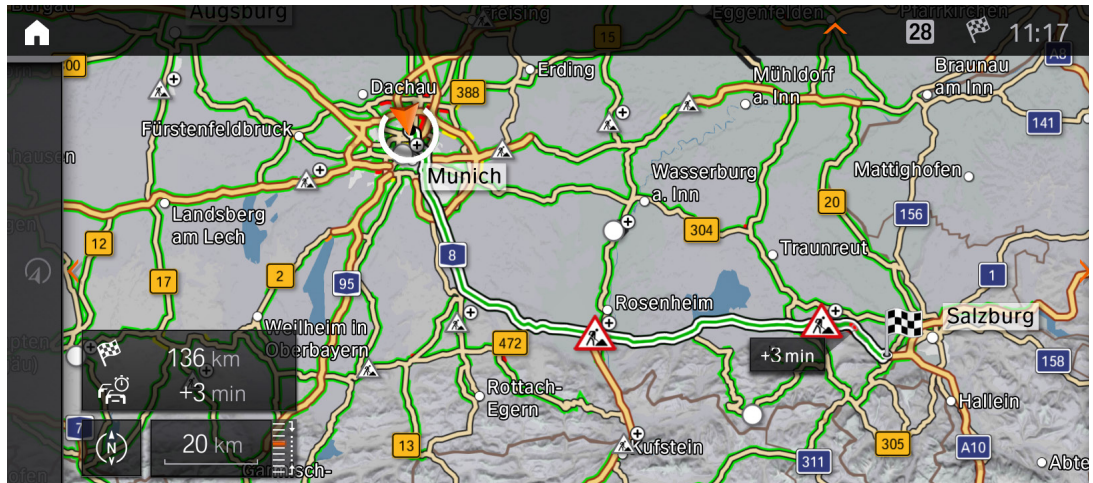 Augsburg
Freising
Eggenfelden
Pfarrkirchen
28
11:17
15
A8
Erding
Mühldorf
a. Inn
Braunau
am Inn
Dachau
388
141
Fürstenfeldbruck
Munich
Wasserburg
a. Inn
Mattighofen
Landsberg
am Lech
20
156
304
12
Traunreut
8
17
2
95
1
Rosenheim
Salzburg
Weilheim in
Oberbayern
472
+3 min
136 km
+3 min
158
Rottach-
Egern
Hallein
7
N
20 km
13
Kufstein
305
A10
311